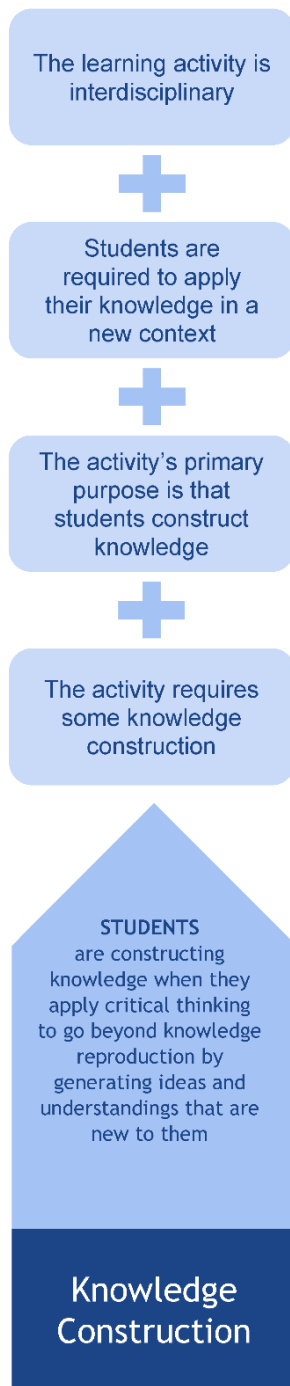 The learning activity is
interdisciplinary
Students are
required to apply
their knowledge in a
new context
The activity’s primary
purpose is that
students construct
knowledge
The activity requires
some knowledge
construction
STUDENTS
are constructing
knowledge when they
apply critical thinking
to go beyond knowledge
reproduction by
generating ideas and
understandings that are
new to them
Knowledge
Construction